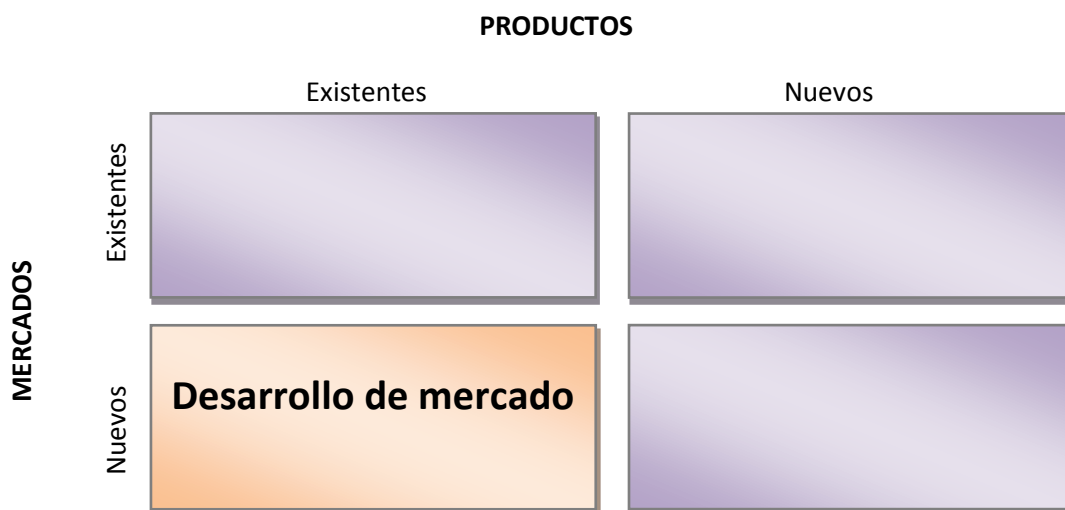 PRODUCTOS
Existentes
Nuevos
MERCADOS
Existentes
Nuevos
Desarrollo de mercado